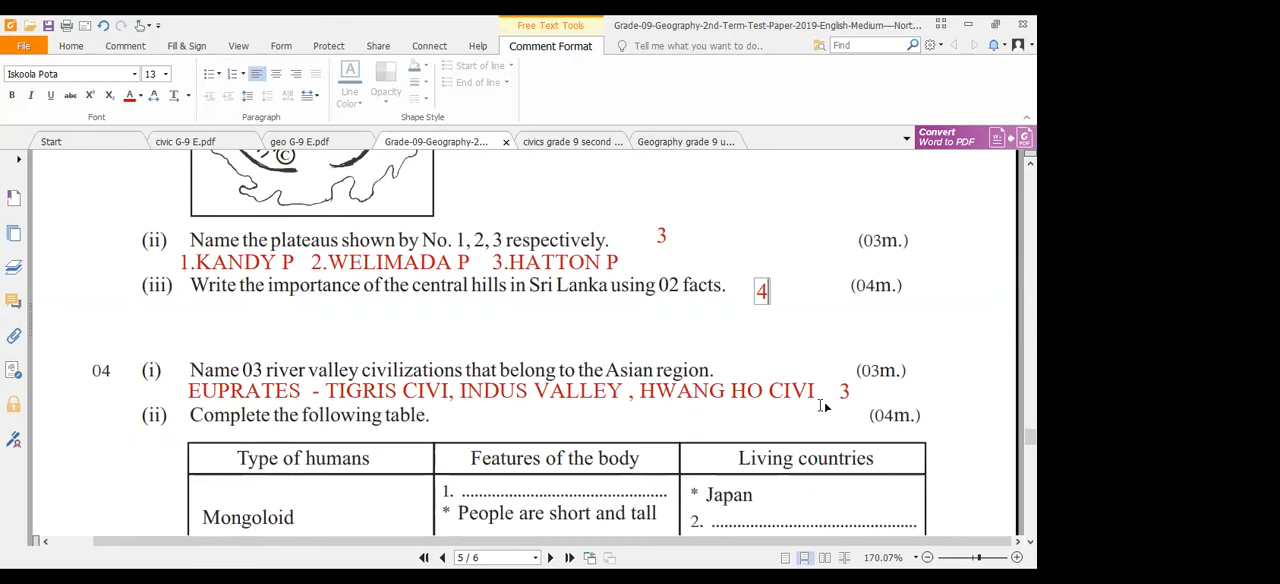 Free Text Tools
Grade-09-Geography-2nd-Term-Test-Paper-2019-English-Medium—Nort...
File Home Comment Fill & Sign View Form Protect Share Connect Help Comment Format Tell me what you want to do.. Find
Iskoola Pota 13
Start of line
End of line
B I U abc X² X₂ A A T
Line Color Opacity
Font Paragraph Shape Style
Start civic G-9 E.pdf geo G-9 E.pdf Grade-09-Geography-2... civics grade 9 second ... Geography grade 9 u...
Convert
Word to PDF
©
(ii) Name the plateaus shown by No. 1, 2, 3 respectively. 3 (03m.)
1.KANDY P 2.WELIMADA P 3.HATTON P
(iii) Write the importance of the central hills in Sri Lanka using 02 facts. 4 (04m.)
04 (i) Name 03 river valley civilizations that belong to the Asian region. (03m.)
EUPRATES - TIGRIS CIVI, INDUS VALLEY , HWANG HO CIVI 3
(ii) Complete the following table. (04m.)
Type of humans Features of the body Living countries
1. ................................................
* Japan
* People are short and tall
Mongoloid
2. ................................................
5 / 6 170.07%